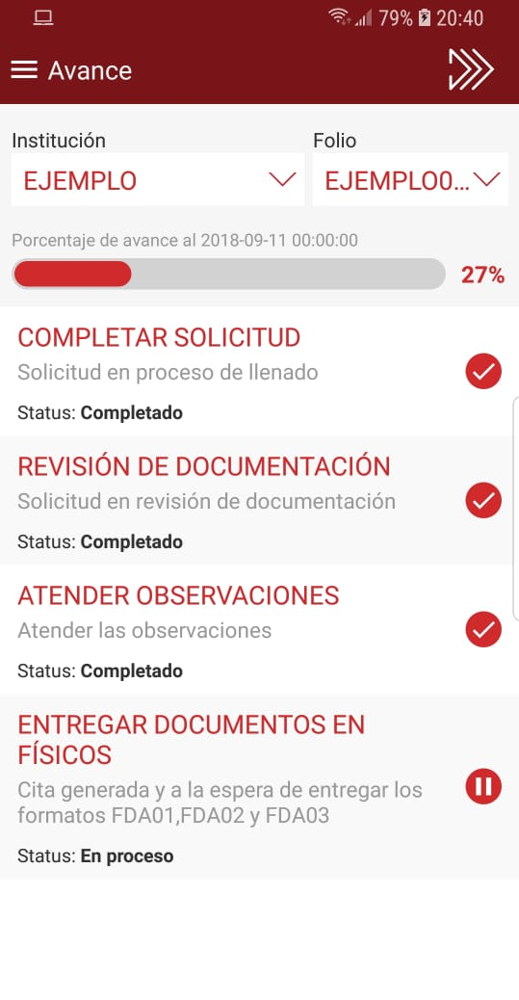 79% 20:40
Avance
Institución Folio
EJEMPLO EJEMPLO0...
Porcentaje de avance al 2018-09-11 00:00:00
27%
COMPLETAR SOLICITUD
Solicitud en proceso de llenado
Status: Completado
REVISIÓN DE DOCUMENTACIÓN
Solicitud en revisión de documentación
Status: Completado
ATENDER OBSERVACIONES
Atender las observaciones
Status: Completado
ENTREGAR DOCUMENTOS EN
FÍSICOS
Cita generada y a la espera de entregar los
formatos FDA01,FDA02 y FDA03
Status: En proceso